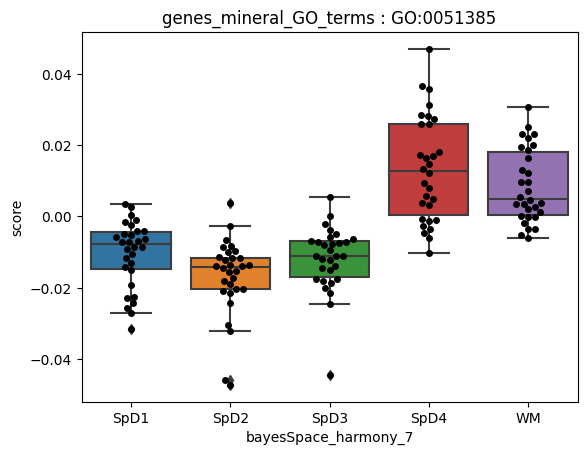 genes_mineral_GO_terms : GO:0051385
0.04
0.02
0.00
−0.02
−0.04
score
SpD1 SpD2 SpD3 SpD4 WM
bayesSpace_harmony_7